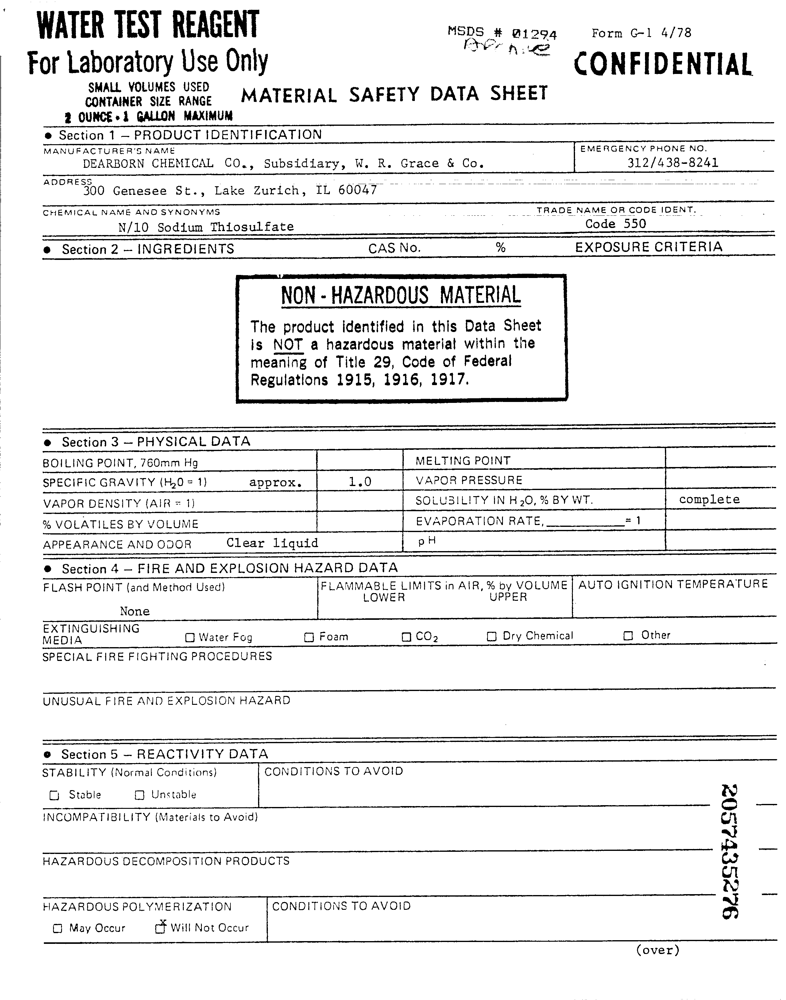 WATER TEST REAGENT
For Laboratory Use Only
SMALL VOLUMES USED
CONTAINER SIZE RANGE
2 OUNCE - 1 GALLON MAXIMUM
MSDS # 01294
Form G-1 4/78
CONFIDENTIAL
MATERIAL SAFETY DATA SHEET
• Section 1 – PRODUCT IDENTIFICATION
MANUFACTURER'S NAME
DEARBORN CHEMICAL CO., Subsidiary, W. R. Grace & Co.
EMERGENCY PHONE NO.
312/438-8241
ADDRESS
300 Genesee St., Lake Zurich, IL 60047
CHEMICAL NAME AND SYNONYMS
N/10 Sodium Thiosulfate
TRADE NAME OR CODE IDENT.
Code 550
• Section 2 – INGREDIENTS CAS No. % EXPOSURE CRITERIA
NON - HAZARDOUS MATERIAL
The product identified in this Data Sheet
is NOT a hazardous material within the
meaning of Title 29, Code of Federal
Regulations 1915, 1916, 1917.
• Section 3 – PHYSICAL DATA
BOILING POINT, 760mm Hg MELTING POINT
SPECIFIC GRAVITY (H₂0 = 1) approx. 1.0 VAPOR PRESSURE
VAPOR DENSITY (AIR = 1) SOLUBILITY IN H₂O, % BY WT. complete
% VOLATILES BY VOLUME EVAPORATION RATE,__________ = 1
APPEARANCE AND ODOR Clear liquid pH
• Section 4 – FIRE AND EXPLOSION HAZARD DATA
FLASH POINT (and Method Used)
None
FLAMMABLE LIMITS in AIR, % by VOLUME
LOWER UPPER
AUTO IGNITION TEMPERATURE
EXTINGUISHING
MEDIA ☐ Water Fog ☐ Foam ☐ CO₂ ☐ Dry Chemical ☐ Other
SPECIAL FIRE FIGHTING PROCEDURES
UNUSUAL FIRE AND EXPLOSION HAZARD
• Section 5 – REACTIVITY DATA
STABILITY (Normal Conditions)
☐ Stable ☐ Unstable
CONDITIONS TO AVOID
INCOMPATIBILITY (Materials to Avoid)
HAZARDOUS DECOMPOSITION PRODUCTS
HAZARDOUS POLYMERIZATION
☐ May Occur ☒ Will Not Occur
CONDITIONS TO AVOID
2057435276
(over)